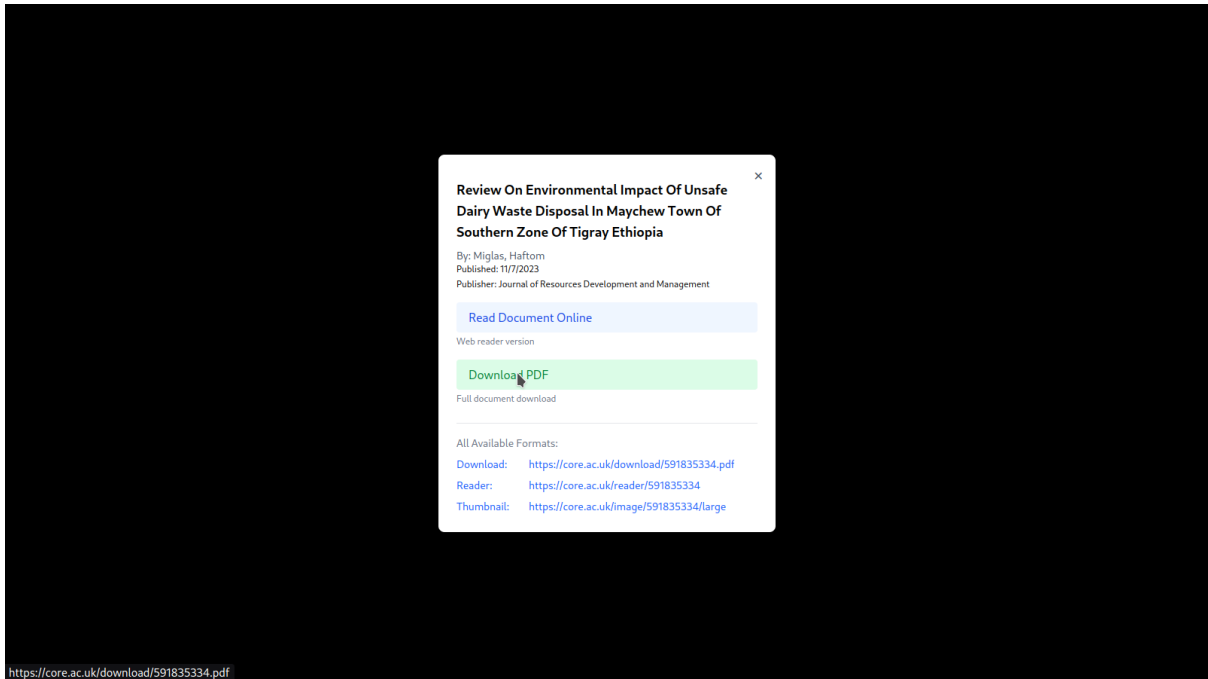 ×
Review On Environmental Impact Of Unsafe
Dairy Waste Disposal In Maychew Town Of
Southern Zone Of Tigray Ethiopia
By: Miglas, Haftom
Published: 11/7/2023
Publisher: Journal of Resources Development and Management
Read Document Online
Web reader version
Download PDF
Full document download
All Available Formats:
Download: https://core.ac.uk/download/591835334.pdf
Reader: https://core.ac.uk/reader/591835334
Thumbnail: https://core.ac.uk/image/591835334/large
https://core.ac.uk/download/591835334.pdf